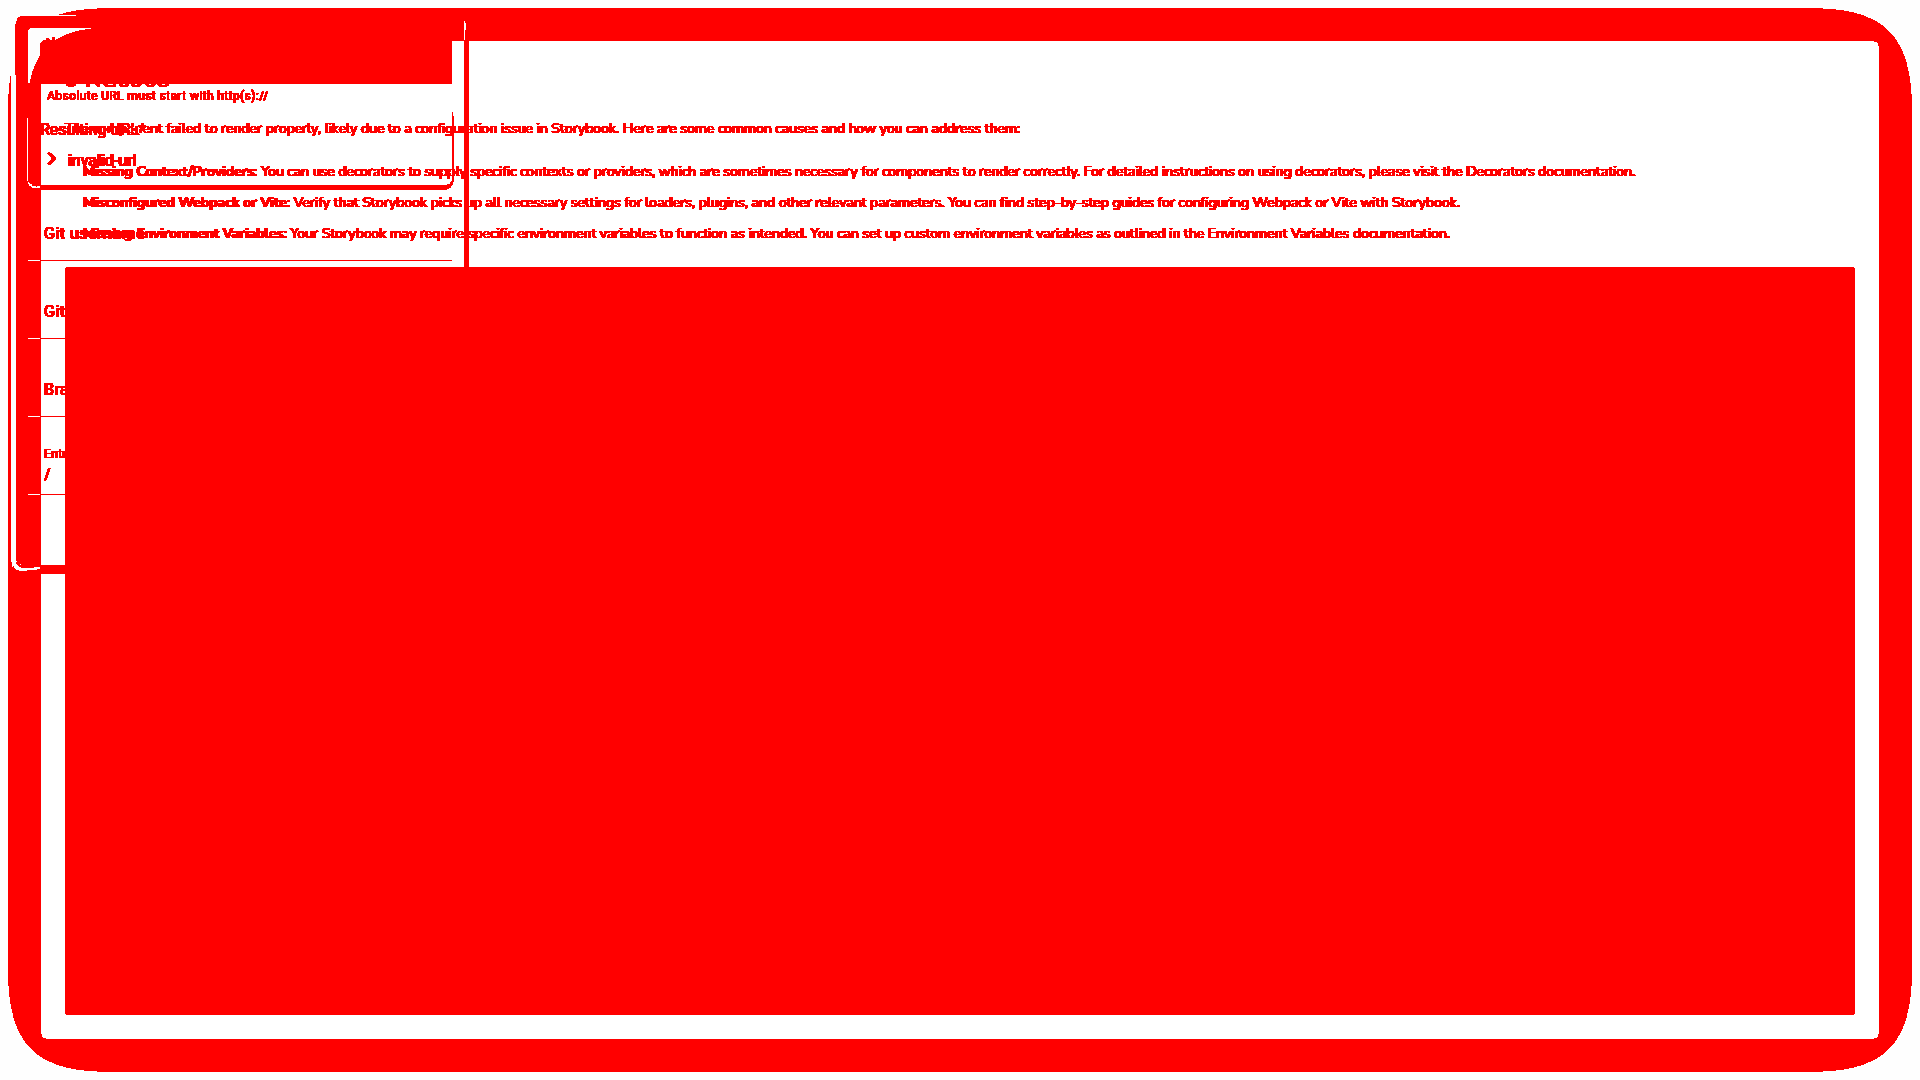 Absolute URL must start with http(s)://
failed to render properly, likely due to a configuration issue in Storybook. Here are some common causes and how you can address them:
invalid-url
Missing Context/Providers: You can use decorators to supply specific contexts or providers, which are sometimes necessary for components to render correctly. For detailed instructions on using decorators, please visit the Decorators documentation.
Misconfigured Webpack or Vite: Verify that Storybook picks up all necessary settings for loaders, plugins, and other relevant parameters. You can find step-by-step guides for configuring Webpack or Vite with Storybook.
Git
Environment Variables: Your Storybook may require specific environment variables to function as intended. You can set up custom environment variables as outlined in the Environment Variables documentation.
Git
Bra
Entr
/